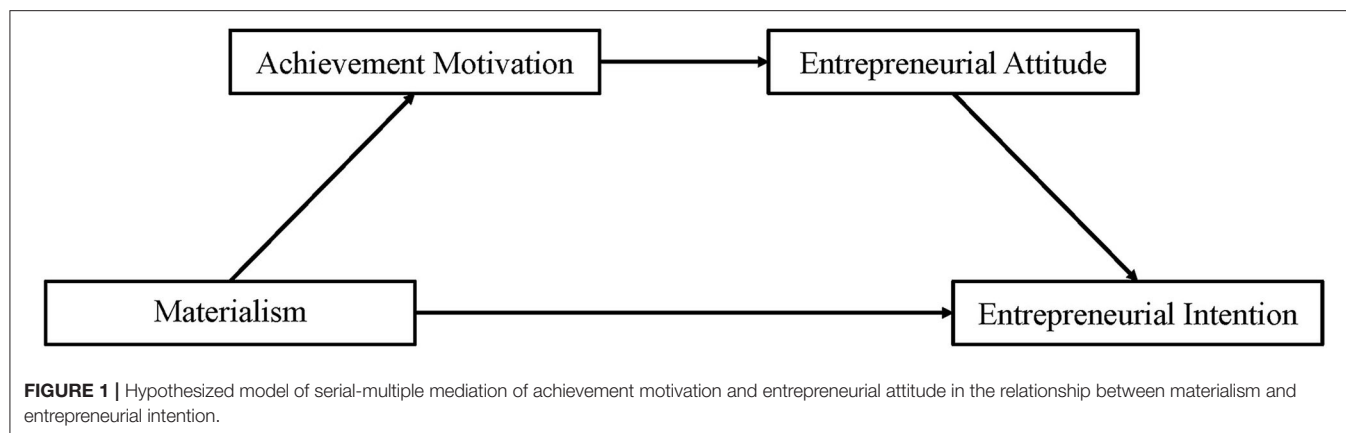 Achievement Motivation
Entrepreneurial Attitude
Materialism
Entrepreneurial Intention
FIGURE 1 | Hypothesized model of serial-multiple mediation of achievement motivation and entrepreneurial attitude in the relationship between materialism and
entrepreneurial intention.